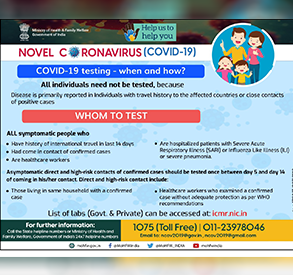 Ministry of Health & Family Welfare
Government of India
Help us to
help you
NOVEL CORONAVIRUS (COVID-19)
COVID-19 testing - when and how?
All individuals need not be tested, because
Disease is primarily reported in Individuals with travel history to the affected countries or close contacts
of positive cases
WHOM TO TEST
ALL symptomatic people who
• Have history of international travel in last 14 days
• Had come in contact of confirmed cases
• Are healthcare workers
• Are hospitalized patients with Severe Acute
Respiratory Illness (SARI) or Influenza Like Illness (ILI)
or severe pneumonia.
Asymptomatic direct and high-risk contacts of confirmed cases should be tested once between day 5 and day 14
of coming in his/her contact. Direct and high-risk contact include:
• Those living in same household with a confirmed
case
• Healthcare workers who examined a confirmed
case without adequate protection as per WHO
recommendations
List of labs (Govt. & Private) can be accessed at: icmr.nic.in
For further information:
Call the State helpline numbers or Ministry of Health and
Family Welfare, Government of India's 24x7 helpline numbers
1075 (Toll Free) | 011-23978046
Email to: ncov2019@gov.in, ncov2019@gmail.com
mohfw.gov.in
@MoHFWIndia
@MoHFW_INDIA
mohfwindia